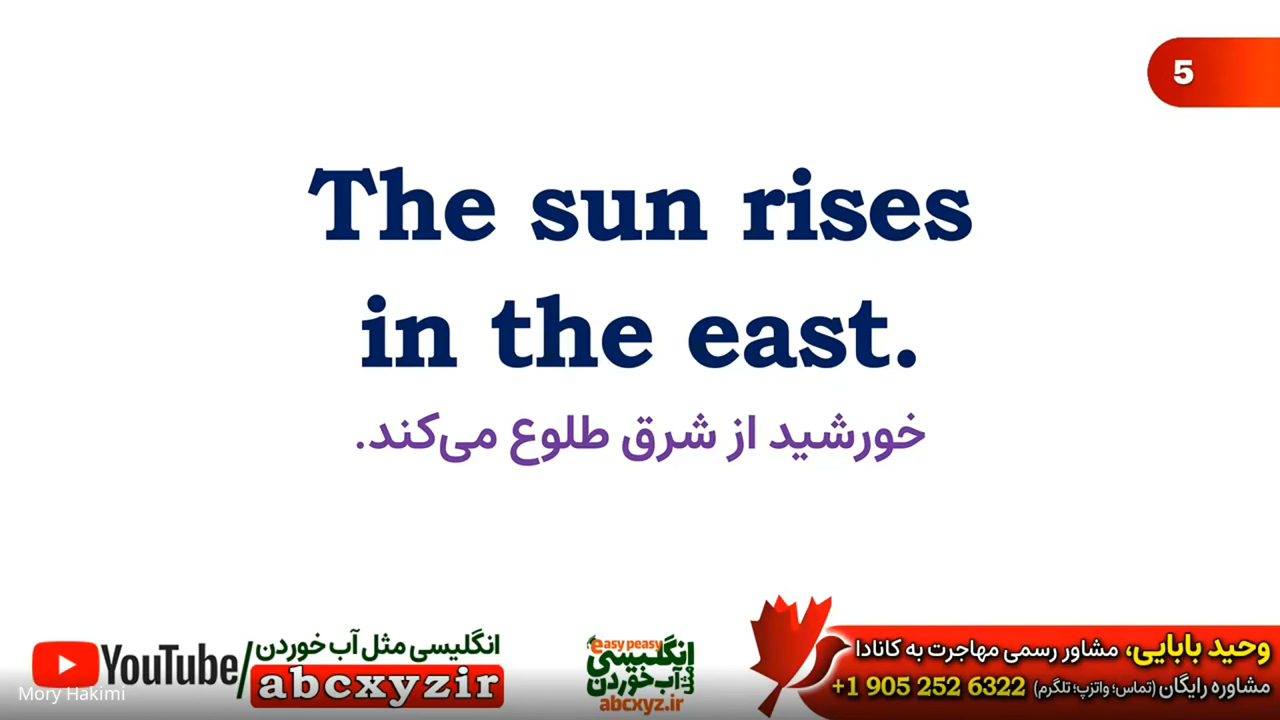 5
The sun rises
in the east.
خورشید از شرق طلوع می‌کند.
YouTube/
انگلیسی مثل آب خوردن
abcxyzir
Mory Hakimi
easy peasy
انگلیسی
مثل آب خوردن
abcxyz.ir
وحید بابایی، مشاور رسمی مهاجرت به کانادا
مشاوره رایگان (تماس؛ واتزپ؛ تلگرم) +1 905 252 6322